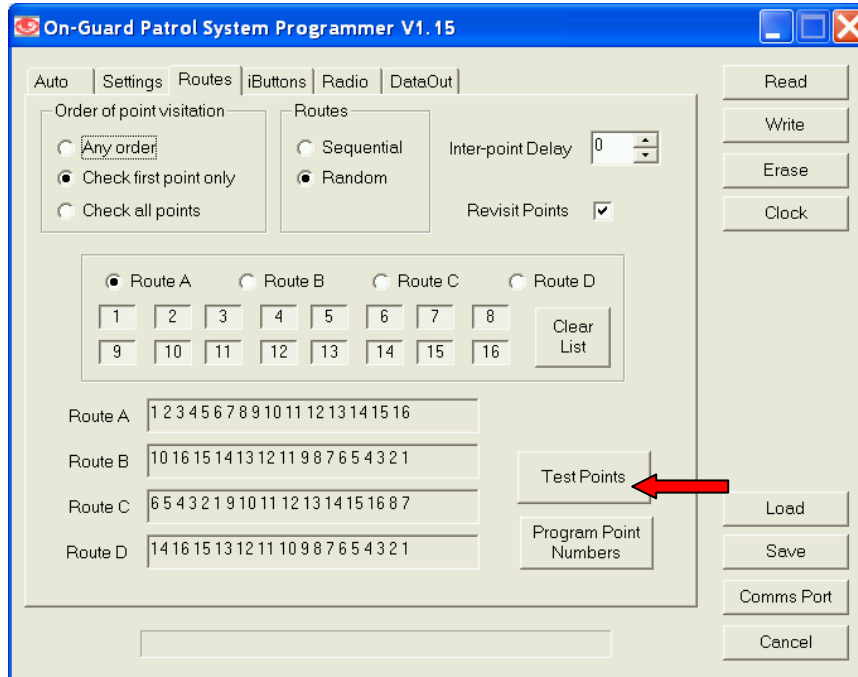 On-Guard Patrol System Programmer V1.15
Auto Settings Routes iButtons Radio DataOut
Order of point visitation
Any order
Check first point only
Check all points
Routes
Sequential
Random
Inter-point Delay 0
Revisit Points
Route A Route B Route C Route D
1 2 3 4 5 6 7 8
9 10 11 12 13 14 15 16
Clear
List
Route A 1 2 3 4 5 6 7 8 9 10 11 12 13 14 15 16
Route B 10 16 15 14 13 12 11 9 8 7 6 5 4 3 2 1
Route C 6 5 4 3 2 1 9 10 11 12 13 14 15 16 8 7
Route D 14 16 15 13 12 11 10 9 8 7 6 5 4 3 2 1
Test Points
Program Point
Numbers
Read
Write
Erase
Clock
Load
Save
Comms Port
Cancel